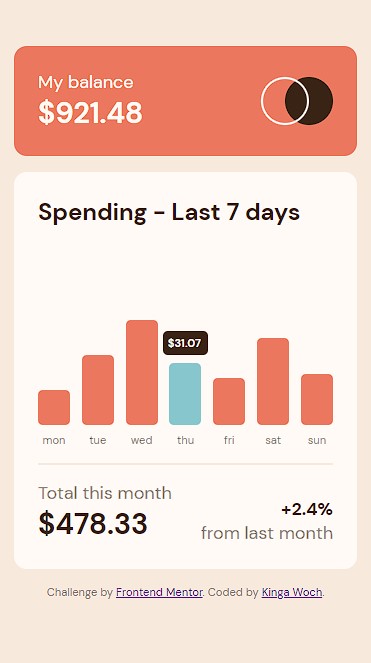 My balance
$921.48
Spending - Last 7 days
$31.07
mon tue wed thu fri sat sun
Total this month
$478.33
+2.4%
from last month
Challenge by Frontend Mentor. Coded by Kinga Woch.